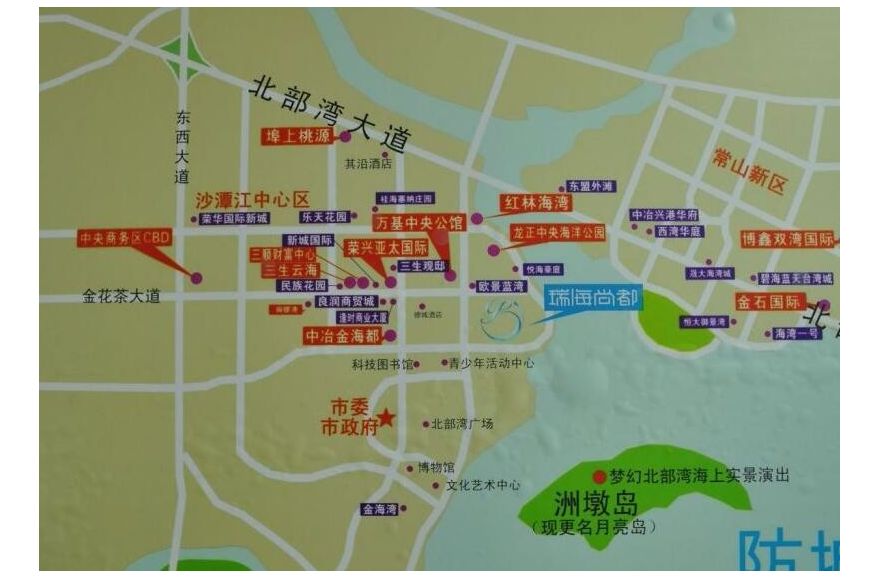 北部湾大道
东西大道
埠上桃源
其沿酒店
常山新区
沙潭江中心区
桂海塞纳庄园
东盟外滩
红林海湾
荣华国际新城
乐天花园
万基中央公馆
中冶兴港华府
西湾华庭
龙正中央海洋公园
中央商务区CBD
新城国际
荣兴亚太国际
博鑫双湾国际
三顺财富中心
三生云海
三生观邸
悦海豪庭
晟大海湾城
碧海蓝天台湾城
民族花园
欧景蓝湾
瑞海尚都
金花茶大道
良润商贸城
金石国际
逢时商业大厦
恒大御景湾
北
中冶金海都
海湾一号
科技图书馆
青少年活动中心
市委
市政府
北部湾广场
博物馆
文化艺术中心
梦幻北部湾海上实景演出
金海湾
洲墩岛
（现更名月亮岛）
防城